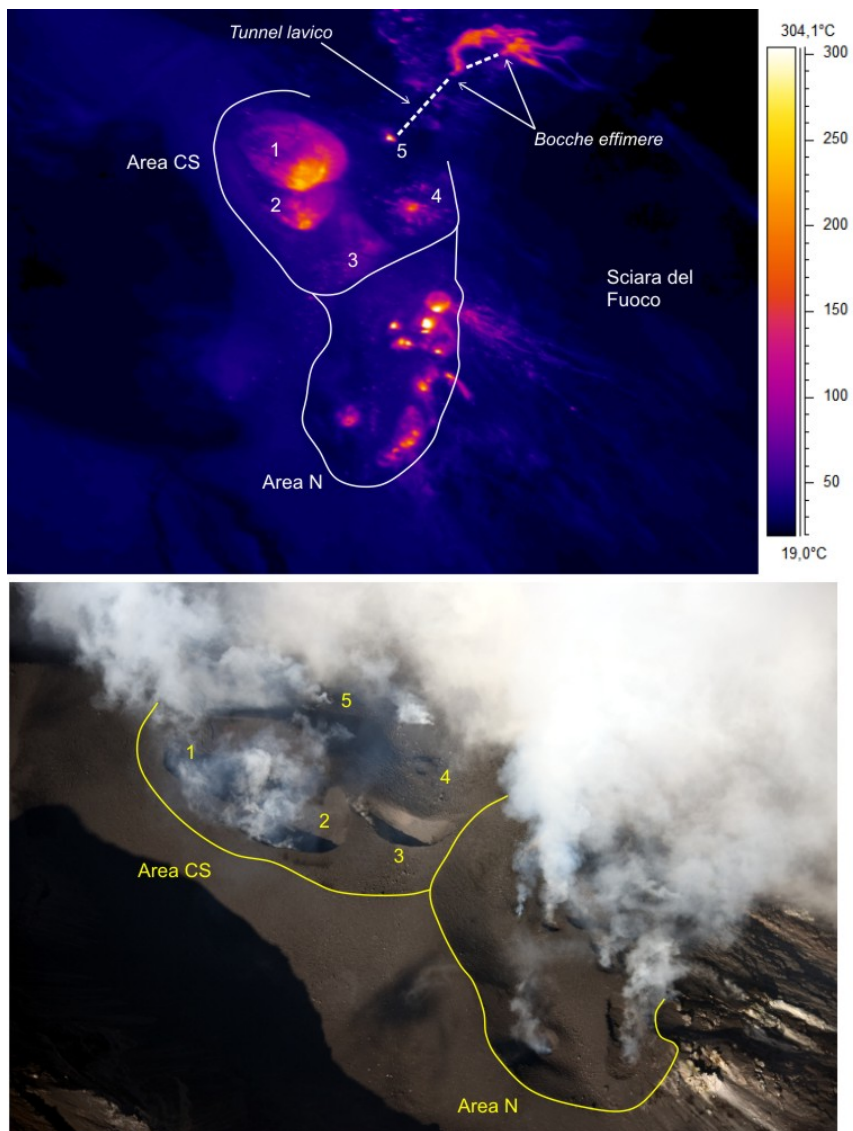 304,1°C
Tunnel lavico
300
1
Area CS
5
Bocche effimere
250
2
4
200
3
Sciara del
Fuoco
150
100
Area N
50
19,0°C
5
1
4
2
3
Area CS
Area N